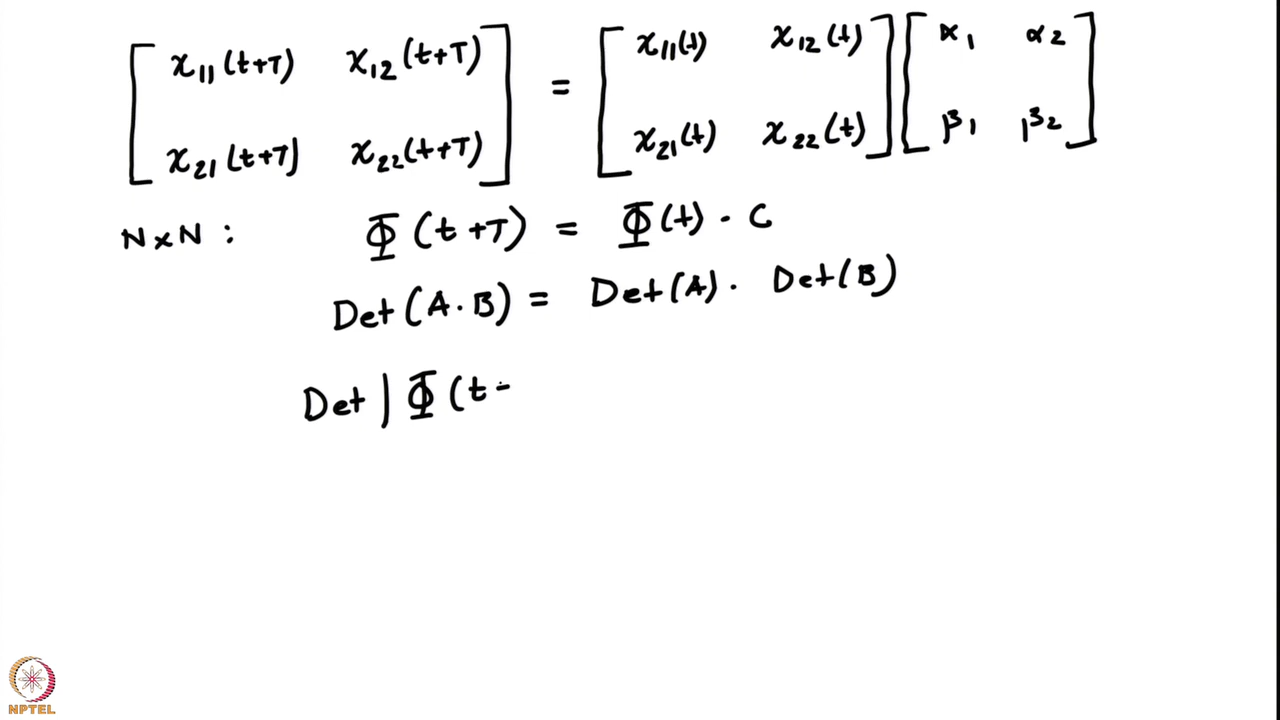 [ x₁₁(t+T) x₁₂(t+T) ] = [ x₁₁(t) x₁₂(t) ] [ α₁ α₂ ]
[ x₂₁(t+T) x₂₂(t+T) ] [ x₂₁(t) x₂₂(t) ] [ β₁ β₂ ]
N×N : Φ(t+T) = Φ(t) · C
Det(A·B) = Det(A) · Det(B)
Det | Φ(t -
NPTEL